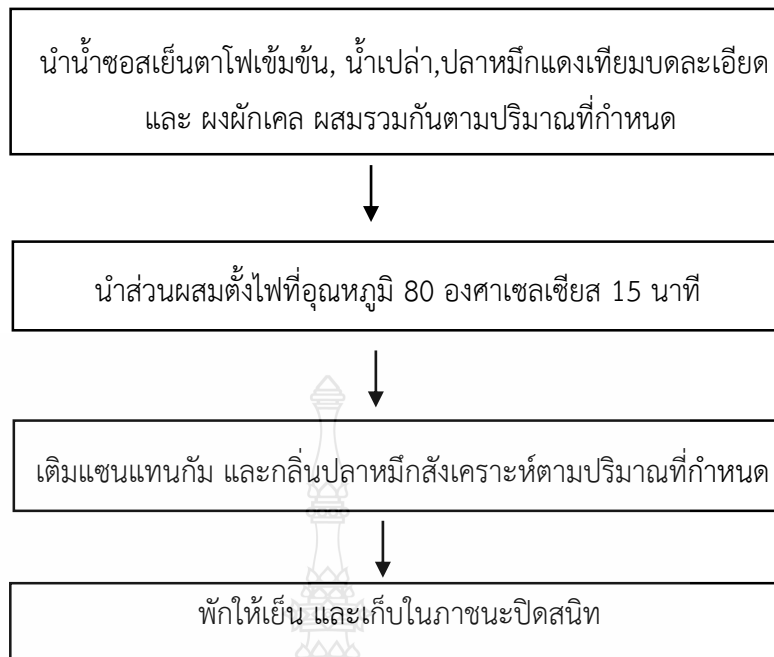 นำน้ำซอสเย็นตาโฟเข้มข้น, น้ำเปล่า,ปลาหมึกแดงเทียมบดละเอียด
และ ผงผักเคล ผสมรวมกันตามปริมาณที่กำหนด
นำส่วนผสมตั้งไฟที่อุณหภูมิ 80 องศาเซลเซียส 15 นาที
เติมแซนแทนกัม และกลิ่นปลาหมึกสังเคราะห์ตามปริมาณที่กำหนด
พักให้เย็น และเก็บในภาชนะปิดสนิท